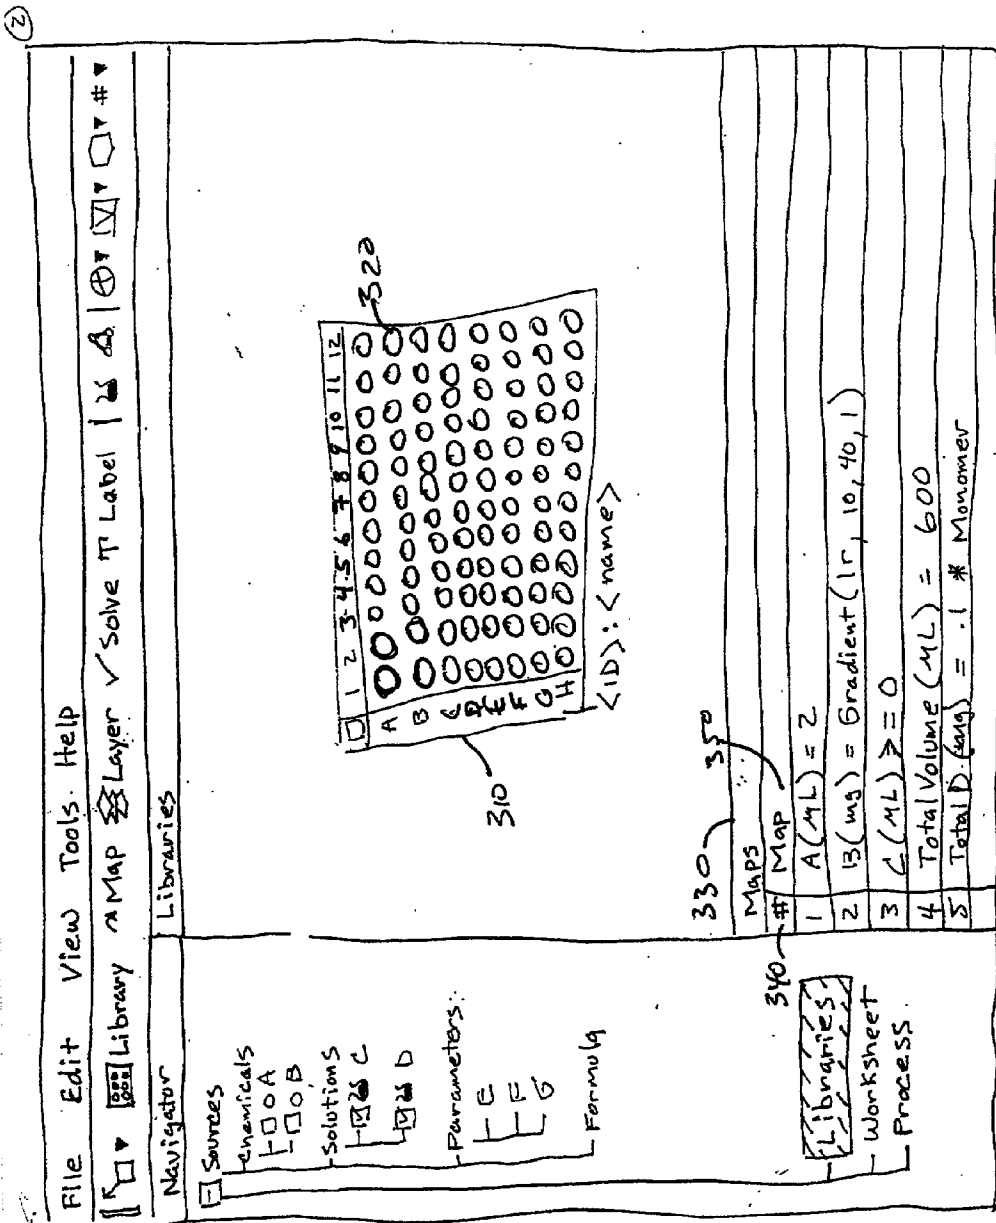 2
File Edit View Tools Help
Library Map Layer Solve T Label #
Navigator
Libraries
Sources
Chemicals
A
B
Solutions
C
D
Parameters
E
F
G
Formula
Libraries
Worksheet
Process
1 2 3 4 5 6 7 8 9 10 11 12
A
B
C
D
E
F
G
H
<ID>:<name>
310
320
330
340
350
Maps
# Map
1 A(ML) = 2
2 B(mg) = Gradient(lr, 10, 40, 1)
3 C(ML) >= 0
4 Total Volume (ML) = 600
5 Total D = .1 * Monomer